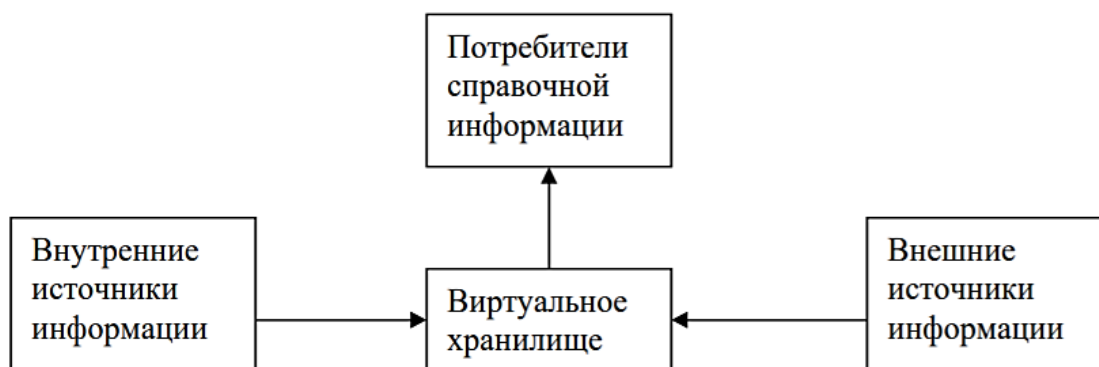 Потребители
справочной
информации
Внутренние
источники
информации
Виртуальное
хранилище
Внешние
источники
информации